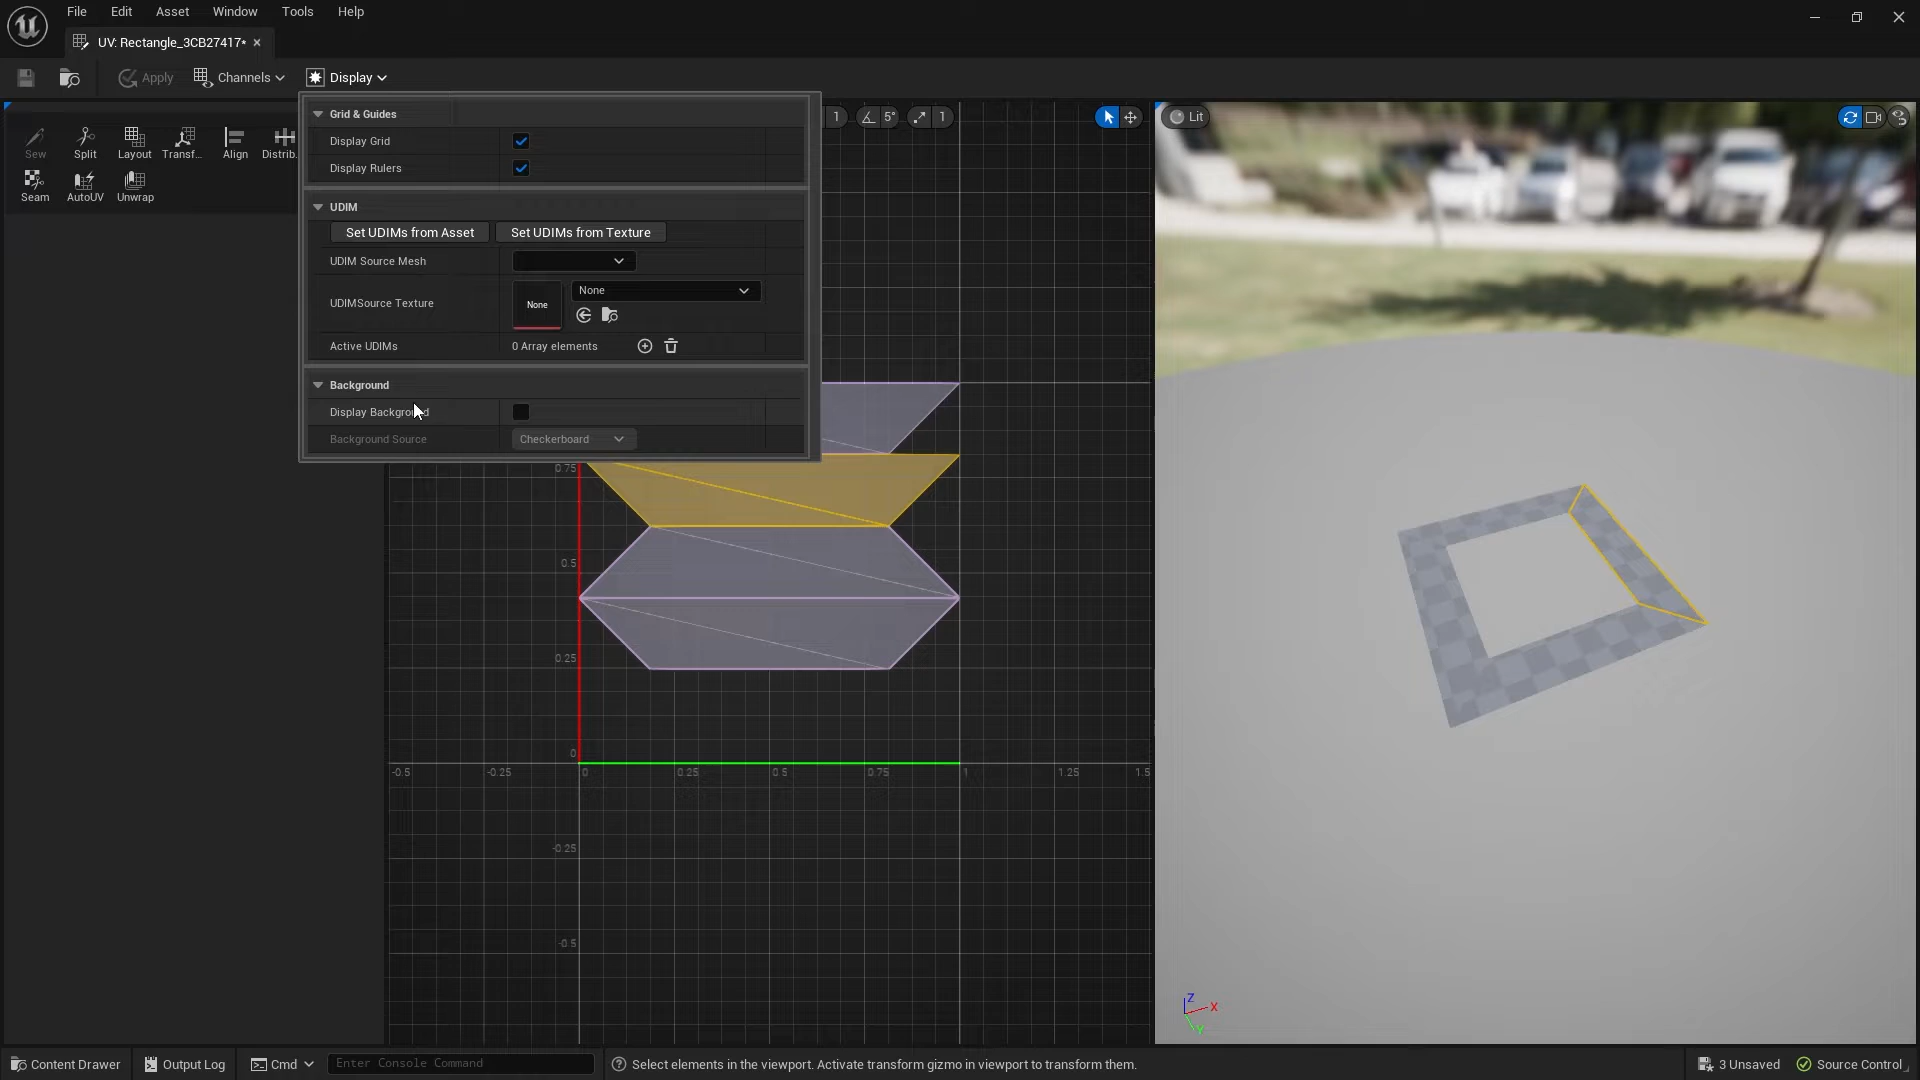 File Edit Asset Window Tools Help
UV: Rectangle_3CB27417*
Apply Channels Display
Grid & Guides
Display Grid
Display Rulers
UDIM
Set UDIMs from Asset Set UDIMs from Texture
UDIM Source Mesh
UDIMSource Texture None None
Active UDIMs 0 Array elements
Background
Display Background
Background Source Checkerboard
Sew Split Layout Transf... Align Distrib.
Seam AutoUV Unwrap
1 5° 1
Lit
0.75
0.5
0.25
0
-0.5 -0.25 0 0.25 0.5 0.75 1 1.25 1.5
-0.25
-0.5
Z
X
Y
Content Drawer Output Log Cmd Enter Console Command Select elements in the viewport. Activate transform gizmo in viewport to transform them. 3 Unsaved Source Control